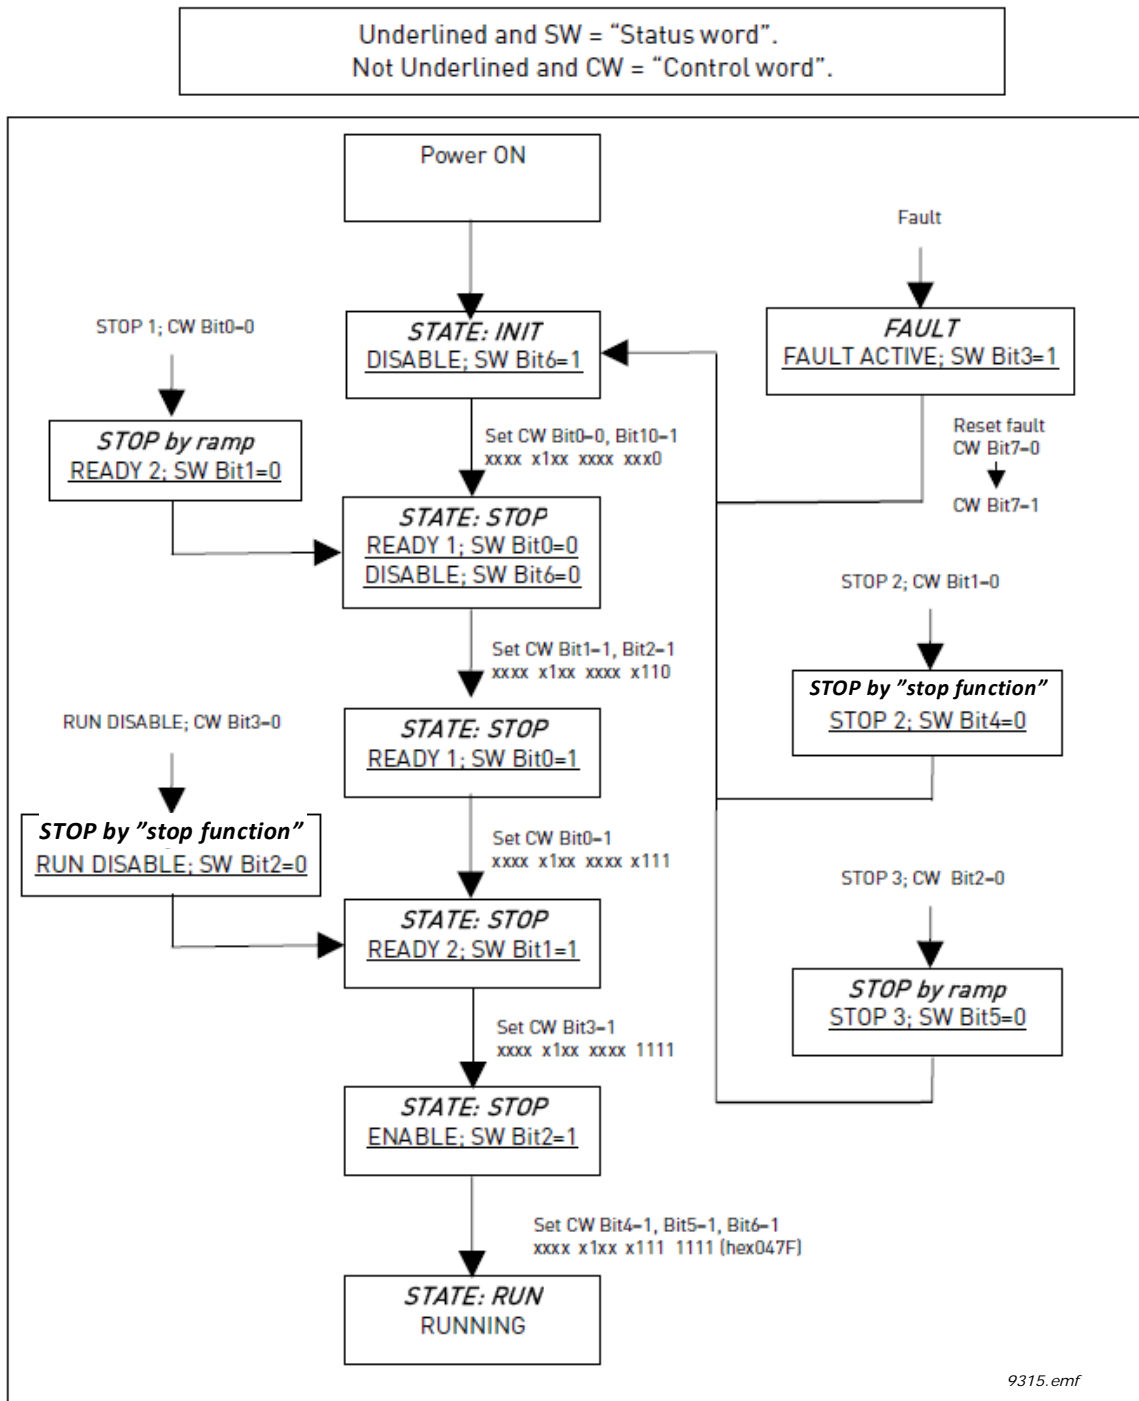 Underlined and SW = “Status word”.
Not Underlined and CW = “Control word”.
Power ON
Fault
STOP 1; CW Bit0-0
STATE: INIT
DISABLE; SW Bit6=1
FAULT
FAULT ACTIVE; SW Bit3=1
STOP by ramp
READY 2; SW Bit1=0
Set CW Bit0-0, Bit10-1
xxxx x1xx xxxx xxx0
Reset fault
CW Bit7-0
CW Bit7-1
STATE: STOP
READY 1; SW Bit0=0
DISABLE; SW Bit6=0
STOP 2; CW Bit1-0
Set CW Bit1-1, Bit2-1
xxxx x1xx xxxx x110
STOP by ”stop function”
STOP 2; SW Bit4=0
RUN DISABLE; CW Bit3-0
STATE: STOP
READY 1; SW Bit0=1
STOP by ”stop function”
RUN DISABLE; SW Bit2=0
Set CW Bit0-1
xxxx x1xx xxxx x111
STOP 3; CW Bit2-0
STATE: STOP
READY 2; SW Bit1=1
STOP by ramp
STOP 3; SW Bit5=0
Set CW Bit3-1
xxxx x1xx xxxx 1111
STATE: STOP
ENABLE; SW Bit2=1
Set CW Bit4-1, Bit5-1, Bit6-1
xxxx x1xx x111 1111 (hex047F)
STATE: RUN
RUNNING
9315.emf